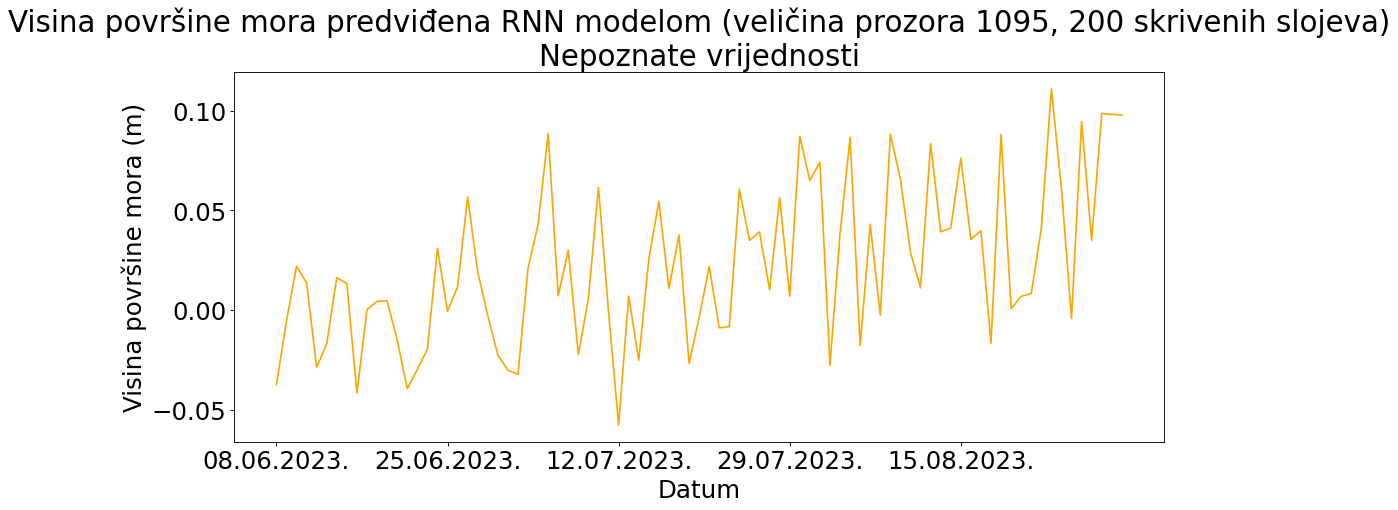 Visina površine mora predviđena RNN modelom (veličina prozora 1095, 200 skrivenih slojeva)
Nepoznate vrijednosti
Visina površine mora (m)
0.10
0.05
0.00
−0.05
08.06.2023. 25.06.2023. 12.07.2023. 29.07.2023. 15.08.2023.
Datum